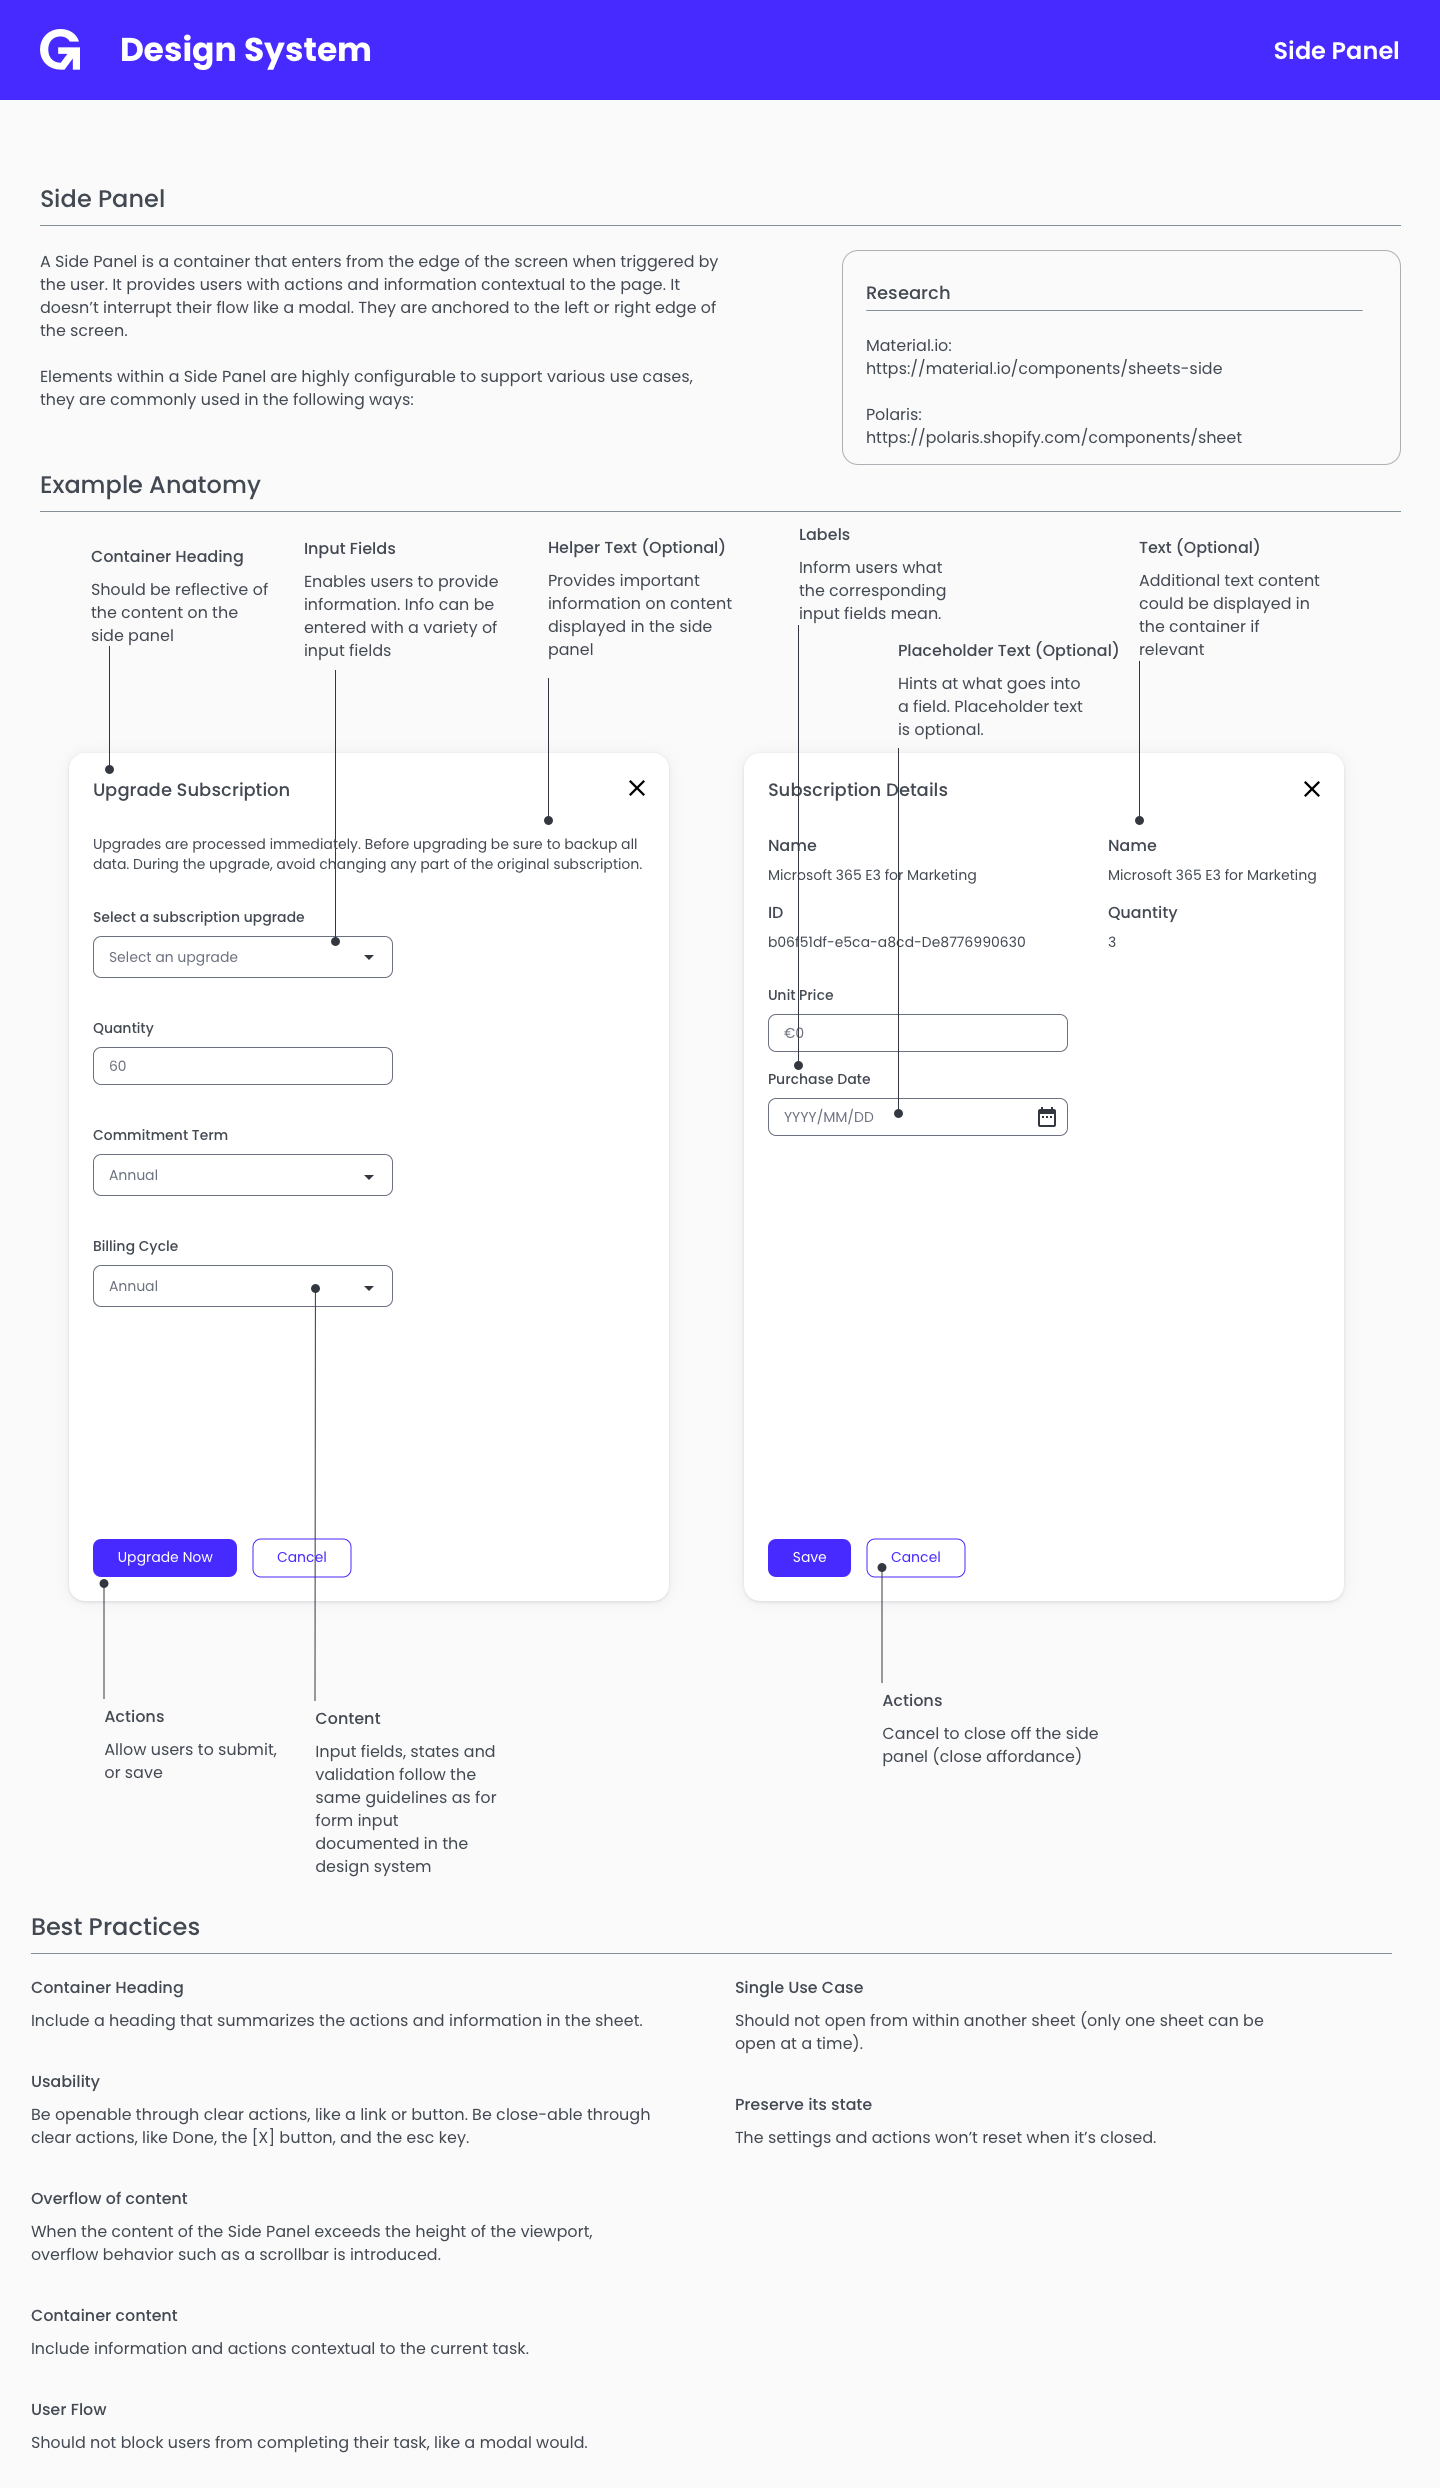 G Design System
Side Panel
Side Panel
A Side Panel is a container that enters from the edge of the screen when triggered by
the user. It provides users with actions and information contextual to the page. It
doesn’t interrupt their flow like a modal. They are anchored to the left or right edge of
the screen.
Elements within a Side Panel are highly configurable to support various use cases,
they are commonly used in the following ways:
Research
Material.io:
https://material.io/components/sheets-side
Polaris:
https://polaris.shopify.com/components/sheet
Example Anatomy
Container Heading
Should be reflective of
the content on the
side panel
Input Fields
Enables users to provide
information. Info can be
entered with a variety of
input fields
Helper Text (Optional)
Provides important
information on content
displayed in the side
panel
Labels
Inform users what
the corresponding
input fields mean.
Placeholder Text (Optional)
Hints at what goes into
a field. Placeholder text
is optional.
Text (Optional)
Additional text content
could be displayed in
the container if
relevant
Upgrade Subscription
Upgrades are processed immediately. Before upgrading be sure to backup all
data. During the upgrade, avoid changing any part of the original subscription.
Select a subscription upgrade
Select an upgrade
Quantity
60
Commitment Term
Annual
Billing Cycle
Annual
Upgrade Now
Cancel
Subscription Details
Name
Microsoft 365 E3 for Marketing
ID
b06f51df-e5ca-a8cd-De8776990630
Name
Microsoft 365 E3 for Marketing
Quantity
3
Unit Price
€0
Purchase Date
YYYY/MM/DD
Save
Cancel
Actions
Allow users to submit,
or save
Content
Input fields, states and
validation follow the
same guidelines as for
form input
documented in the
design system
Actions
Cancel to close off the side
panel (close affordance)
Best Practices
Container Heading
Include a heading that summarizes the actions and information in the sheet.
Usability
Be openable through clear actions, like a link or button. Be close-able through
clear actions, like Done, the [X] button, and the esc key.
Overflow of content
When the content of the Side Panel exceeds the height of the viewport,
overflow behavior such as a scrollbar is introduced.
Container content
Include information and actions contextual to the current task.
User Flow
Should not block users from completing their task, like a modal would.
Single Use Case
Should not open from within another sheet (only one sheet can be
open at a time).
Preserve its state
The settings and actions won’t reset when it’s closed.